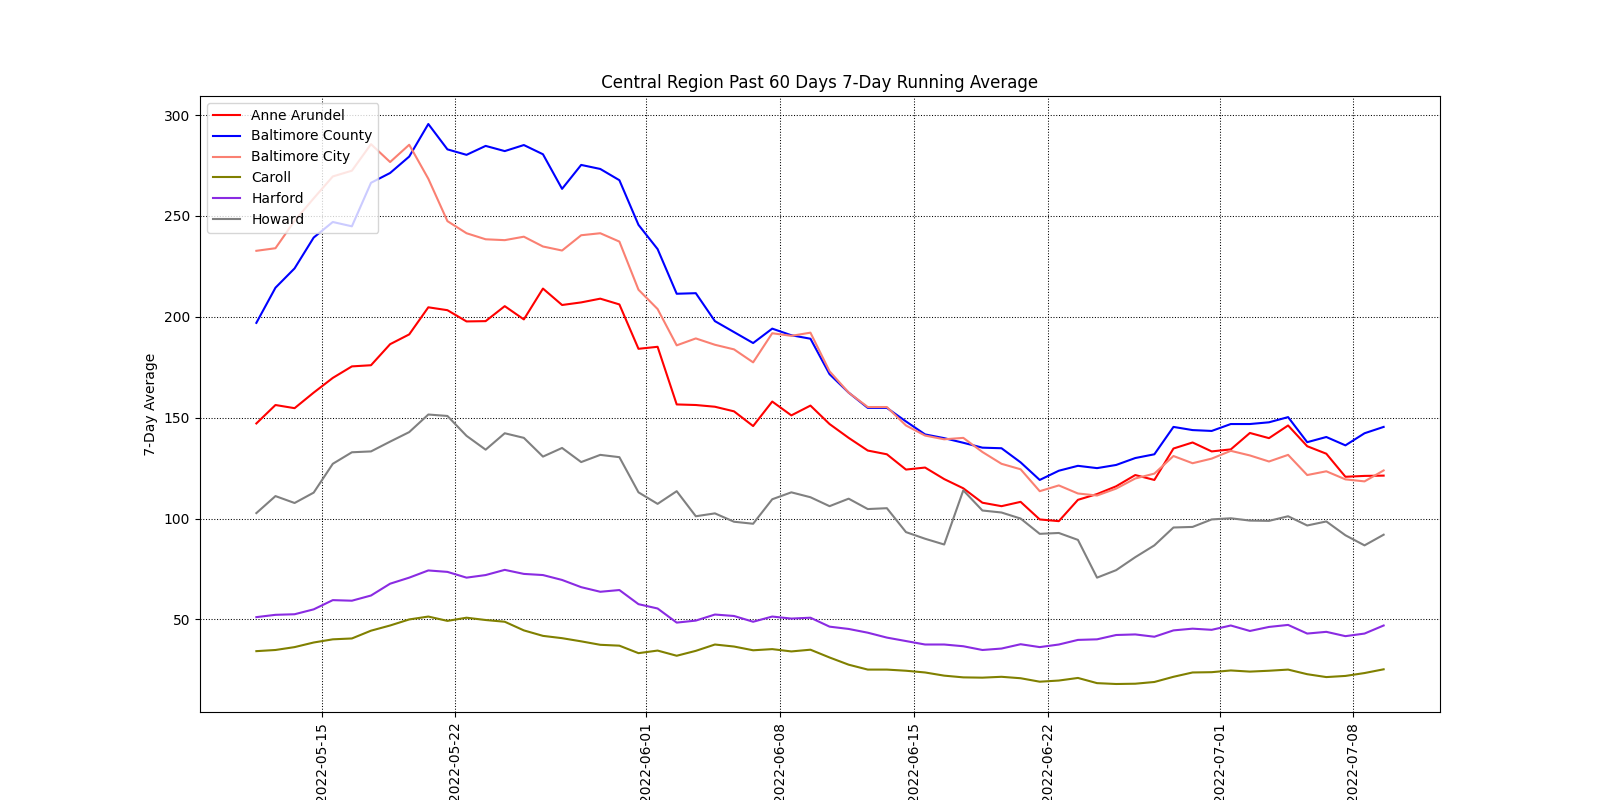 Central Region Past 60 Days 7-Day Running Average
Anne Arundel
Baltimore County
Baltimore City
Caroll
Harford
Howard
300
250
200
150
100
50
7-Day Average
2022-05-15
2022-05-22
2022-06-01
2022-06-08
2022-06-15
2022-06-22
2022-07-01
2022-07-08